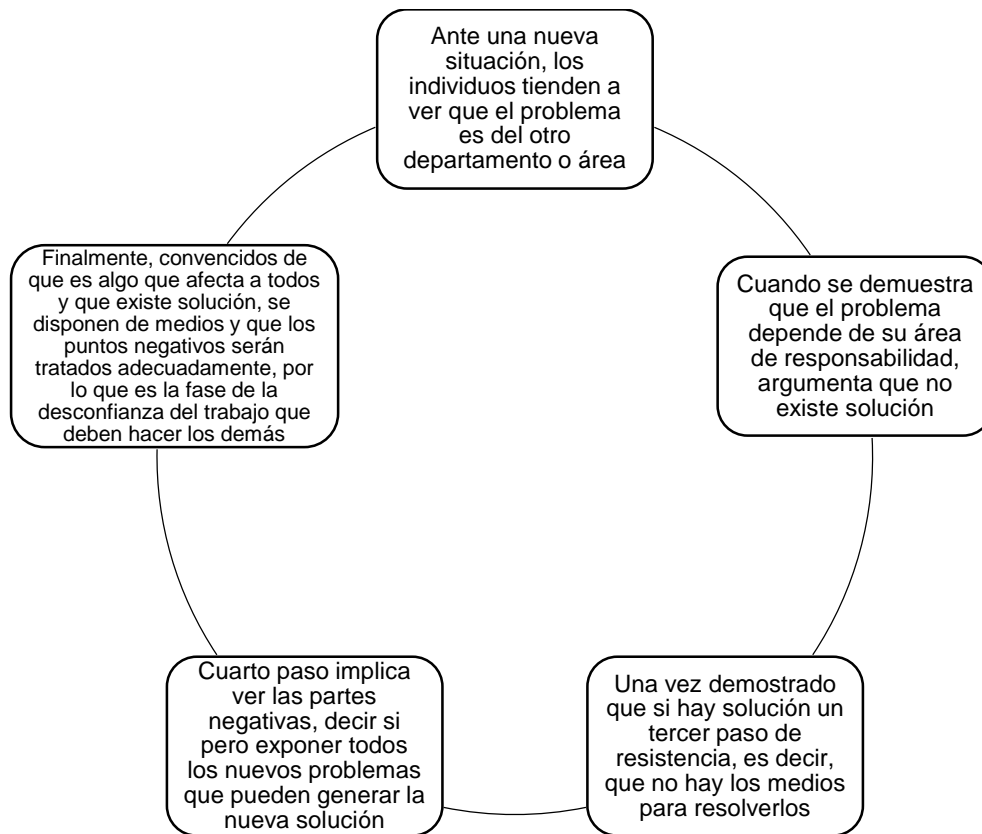 Ante una nueva
situación, los
individuos tienden a
ver que el problema
es del otro
departamento o área
Cuando se demuestra
que el problema
depende de su área
de responsabilidad,
argumenta que no
existe solución
Una vez demostrado
que si hay solución un
tercer paso de
resistencia, es decir,
que no hay los medios
para resolverlos
Cuarto paso implica
ver las partes
negativas, decir si
pero exponer todos
los nuevos problemas
que pueden generar la
nueva solución
Finalmente, convencidos de
que es algo que afecta a todos
y que existe solución, se
disponen de medios y que los
puntos negativos serán
tratados adecuadamente, por
lo que es la fase de la
desconfianza del trabajo que
deben hacer los demás